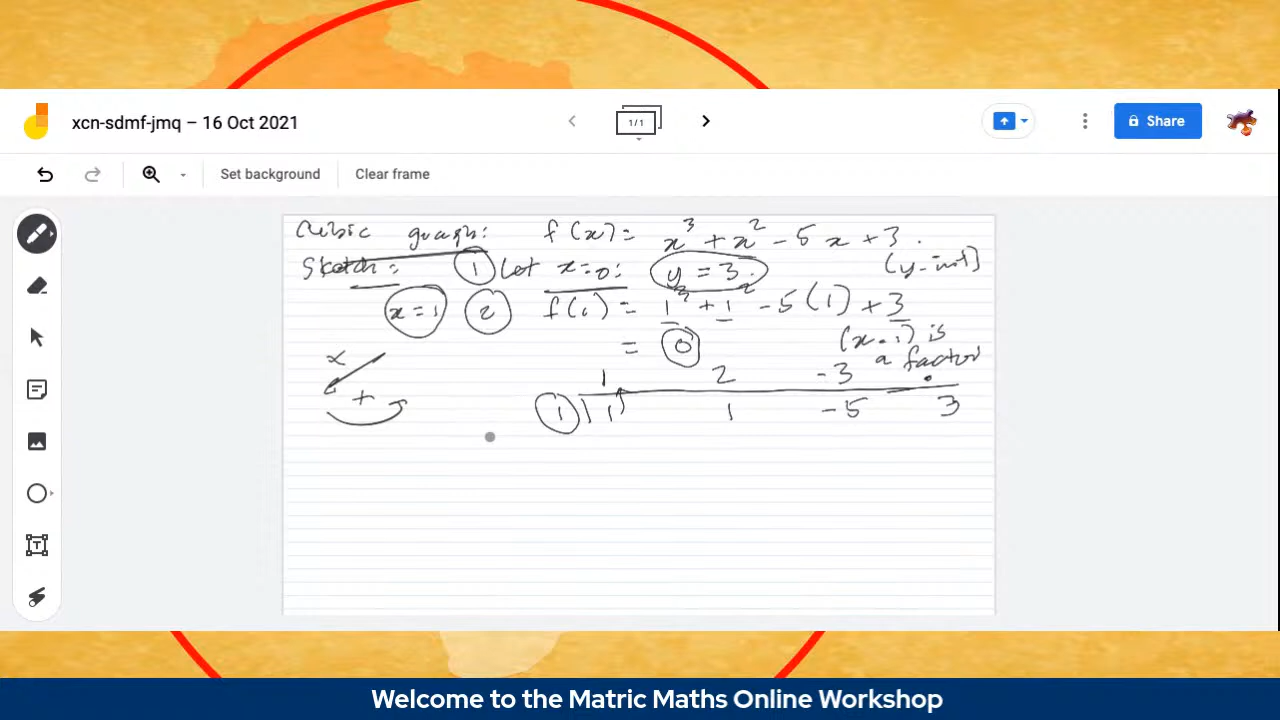 xcn-sdmf-jmq – 16 Oct 2021
1/1
Share
Set background
Clear frame
Cubic graph: f(x) = x³ + x² - 5x + 3.
Sketch: ① Let x=0: y = 3. (y-int)
x=1 ② f(1) = 1³ + 1² - 5(1) + 3
= 0 (x-1) is
a factor
x
+
1 2 -3 .
1 ) 1 1 -5 3
Welcome to the Matric Maths Online Workshop